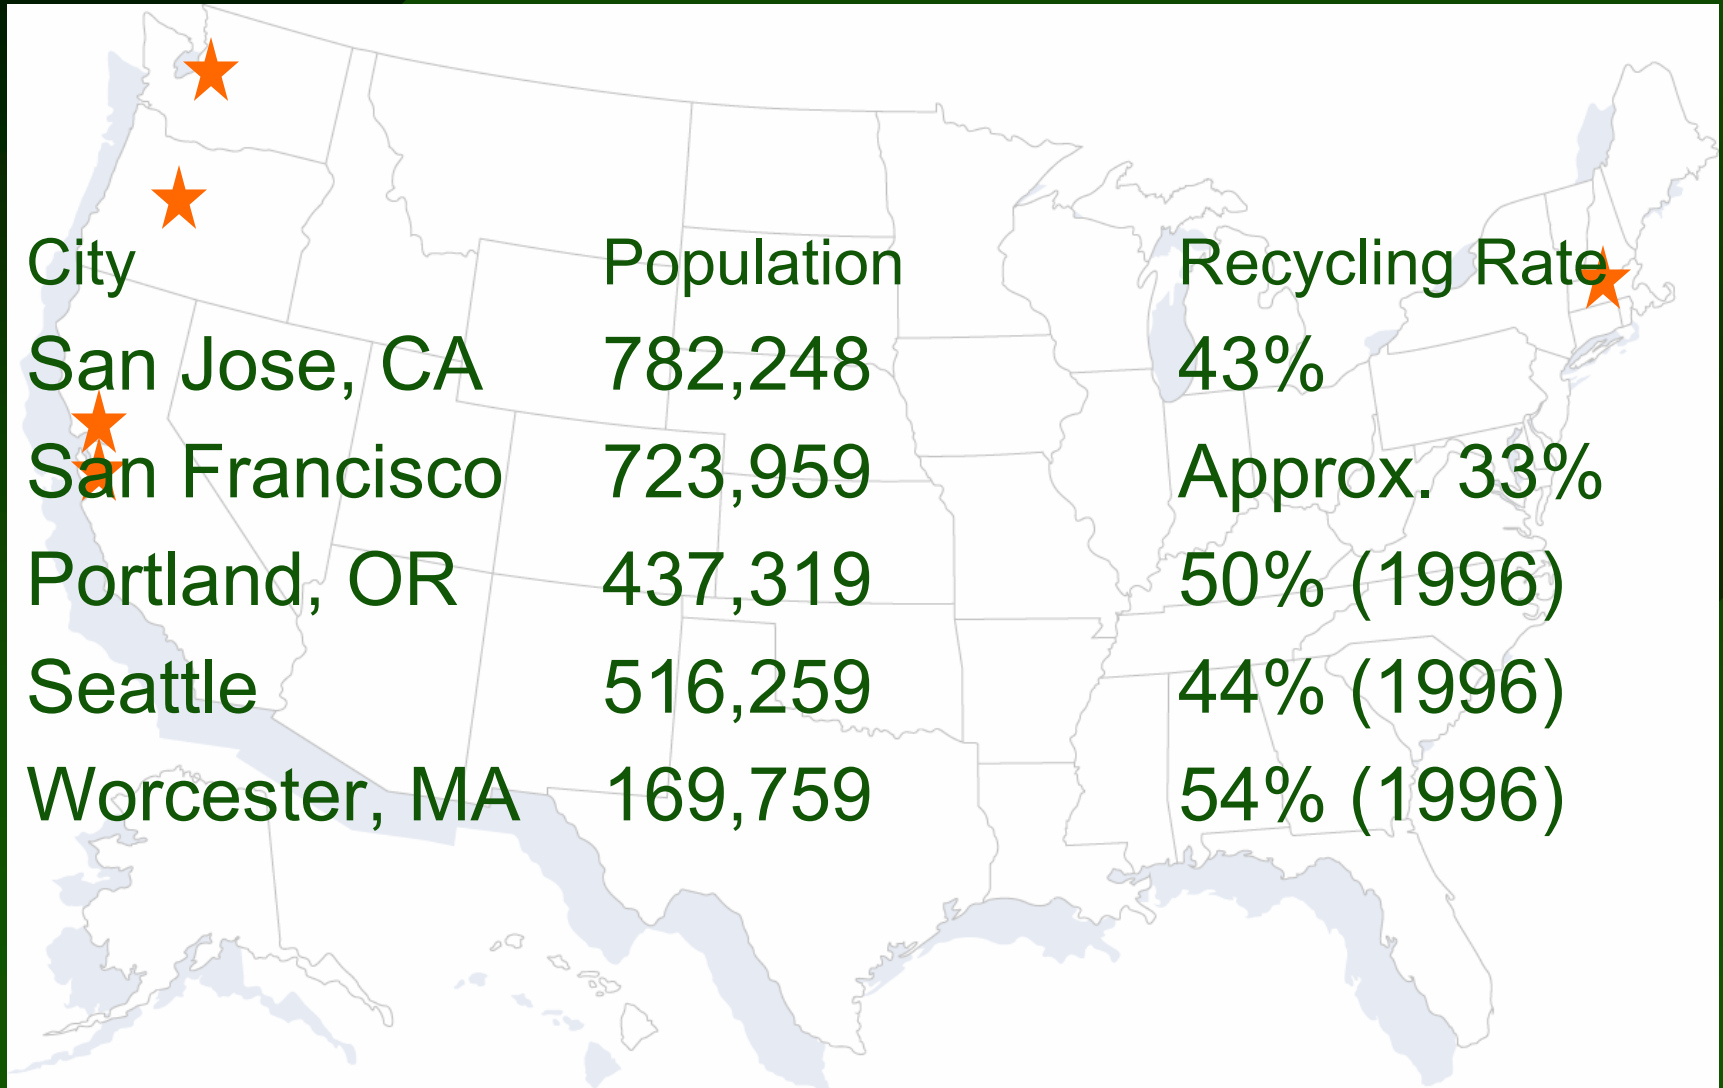 City Population Recycling Rate
San Jose, CA 782,248 43%
San Francisco 723,959 Approx. 33%
Portland, OR 437,319 50% (1996)
Seattle 516,259 44% (1996)
Worcester, MA 169,759 54% (1996)